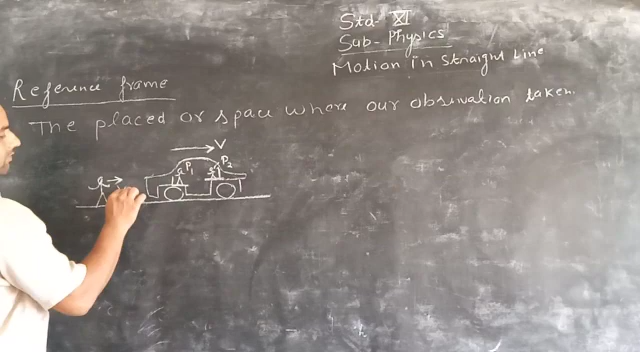 Std- XI
Sub- Physics
Motion in Straight Line
Reference frame
The placed or space where our obsrvation taken.
V
P1
P2